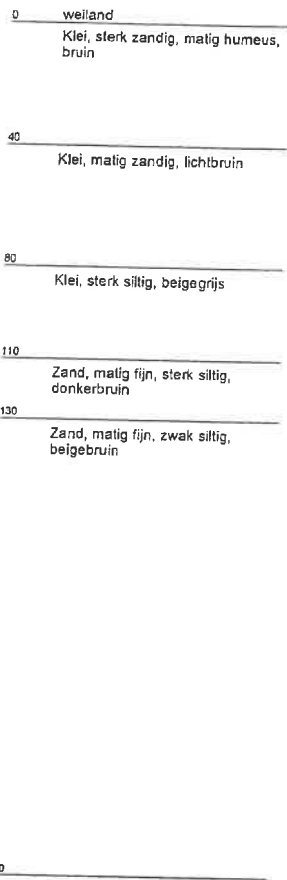 0 weiland
Klei, sterk zandig, matig humeus,
bruin
40
Klei, matig zandig, lichtbruin
80
Klei, sterk siltig, beigegrijs
110
Zand, matig fijn, sterk siltig,
donkerbruin
130
Zand, matig fijn, zwak siltig,
beigebruin